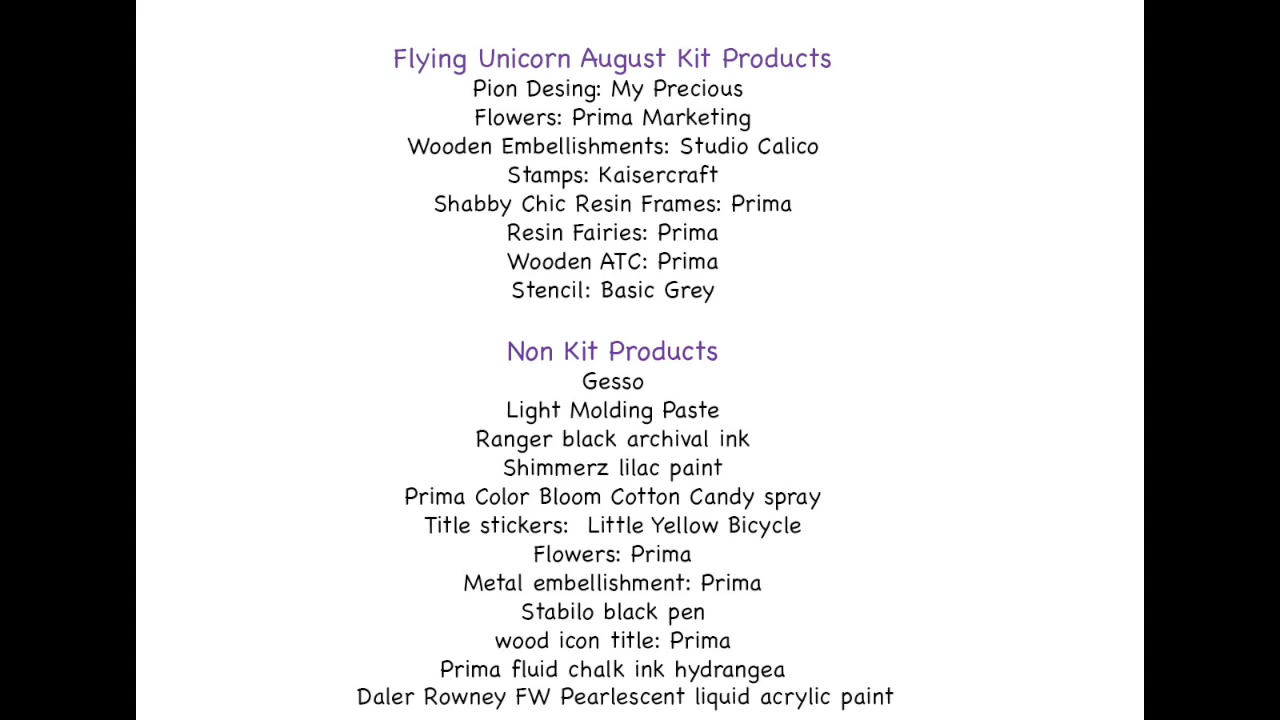 Flying Unicorn August Kit Products
Pion Desing: My Precious
Flowers: Prima Marketing
Wooden Embellishments: Studio Calico
Stamps: Kaisercraft
Shabby Chic Resin Frames: Prima
Resin Fairies: Prima
Wooden ATC: Prima
Stencil: Basic Grey
Non Kit Products
Gesso
Light Molding Paste
Ranger black archival ink
Shimmerz lilac paint
Prima Color Bloom Cotton Candy spray
Title stickers:  Little Yellow Bicycle
Flowers: Prima
Metal embellishment: Prima
Stabilo black pen
wood icon title: Prima
Prima fluid chalk ink hydrangea
Daler Rowney FW Pearlescent liquid acrylic paint